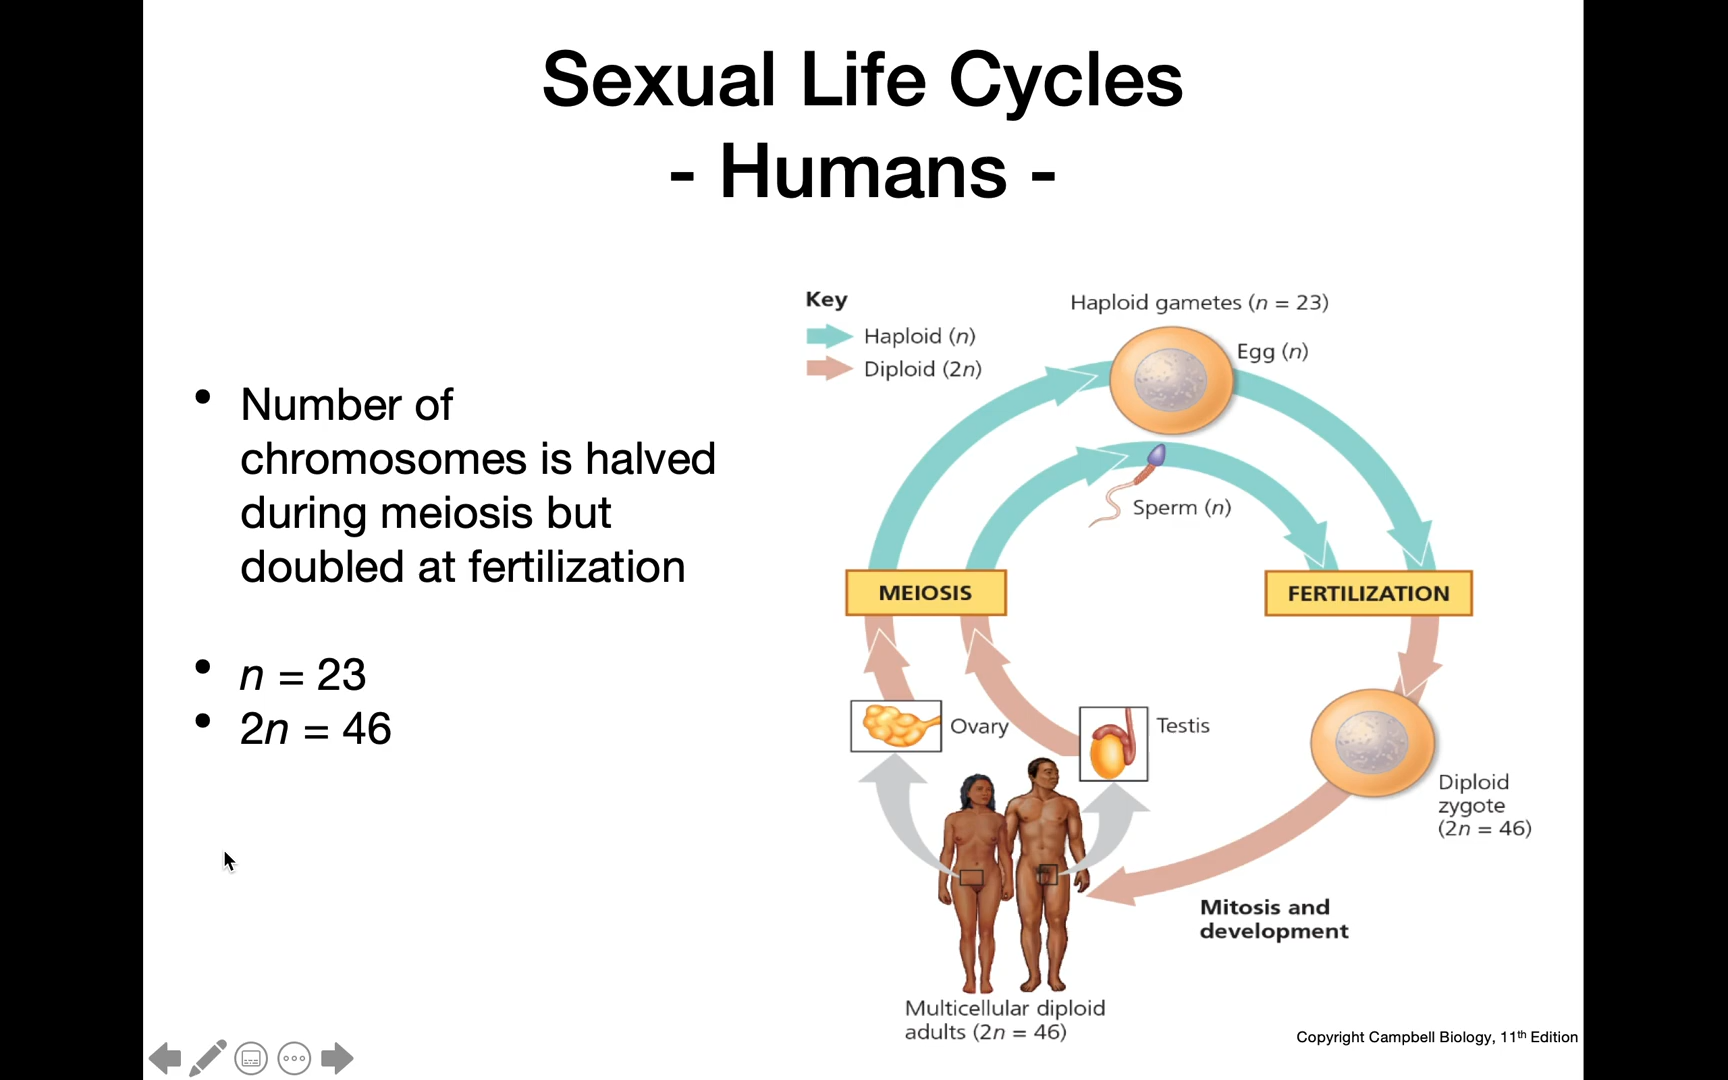 Sexual Life Cycles
- Humans -
• Number of
chromosomes is halved
during meiosis but
doubled at fertilization
• n = 23
• 2n = 46
Key
Haploid (n)
Diploid (2n)
Haploid gametes (n = 23)
Egg (n)
Sperm (n)
MEIOSIS
FERTILIZATION
Ovary
Testis
Diploid
zygote
(2n = 46)
Mitosis and
development
Multicellular diploid
adults (2n = 46)
Copyright Campbell Biology, 11th Edition